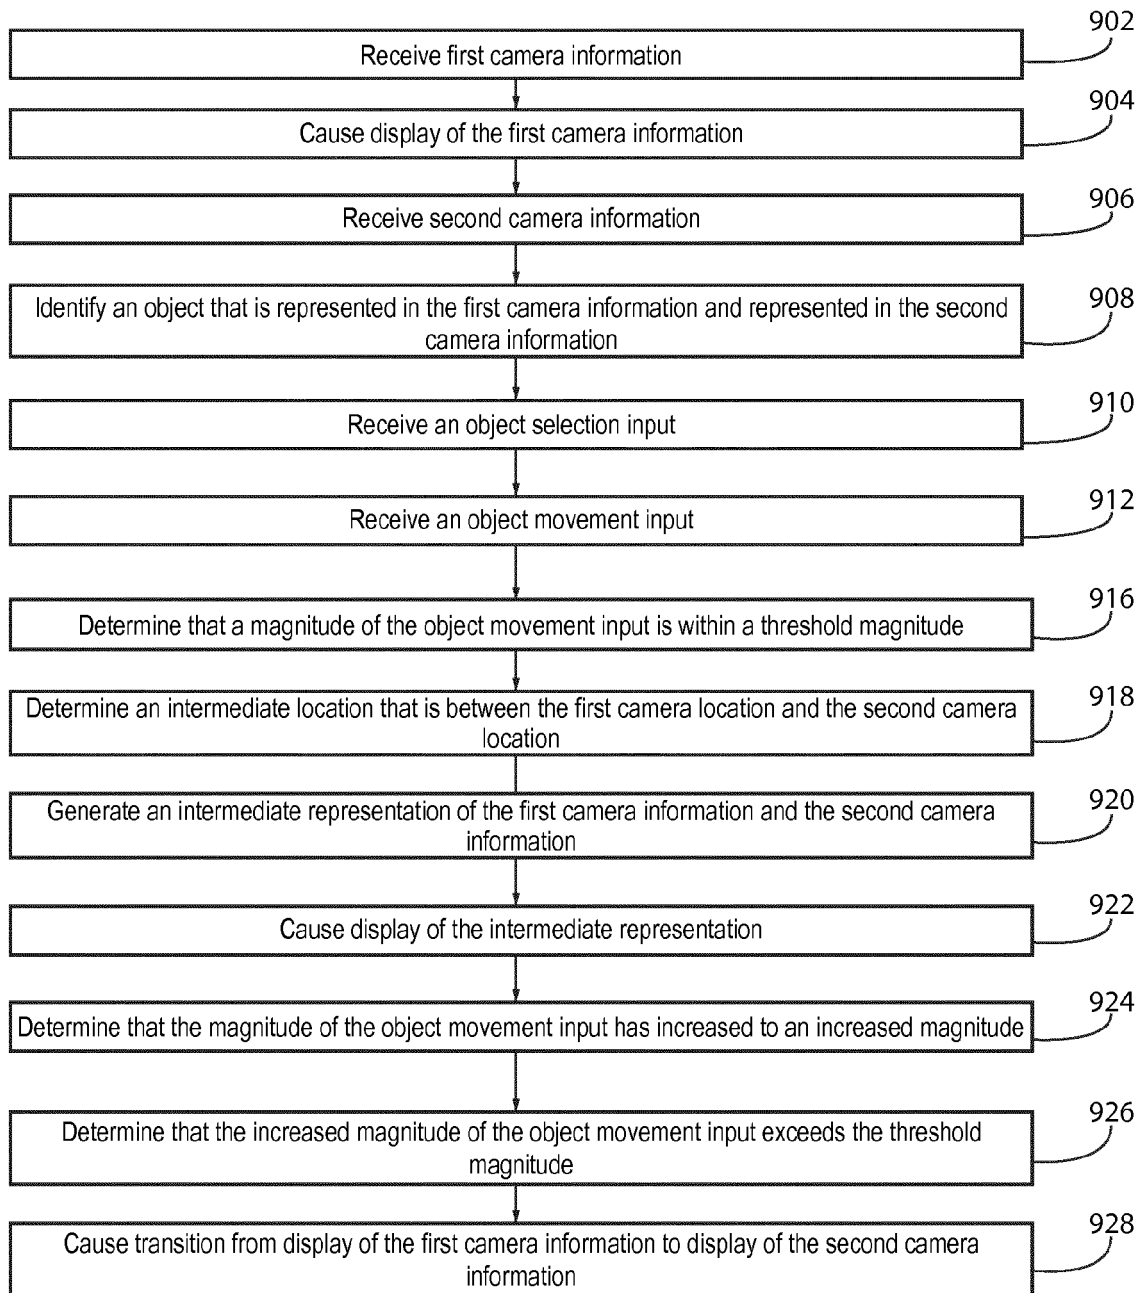 902
Receive first camera information
904
Cause display of the first camera information
906
Receive second camera information
908
Identify an object that is represented in the first camera information and represented in the second
camera information
910
Receive an object selection input
912
Receive an object movement input
916
Determine that a magnitude of the object movement input is within a threshold magnitude
918
Determine an intermediate location that is between the first camera location and the second camera
location
920
Generate an intermediate representation of the first camera information and the second camera
information
922
Cause display of the intermediate representation
924
Determine that the magnitude of the object movement input has increased to an increased magnitude
926
Determine that the increased magnitude of the object movement input exceeds the threshold
magnitude
928
Cause transition from display of the first camera information to display of the second camera
information